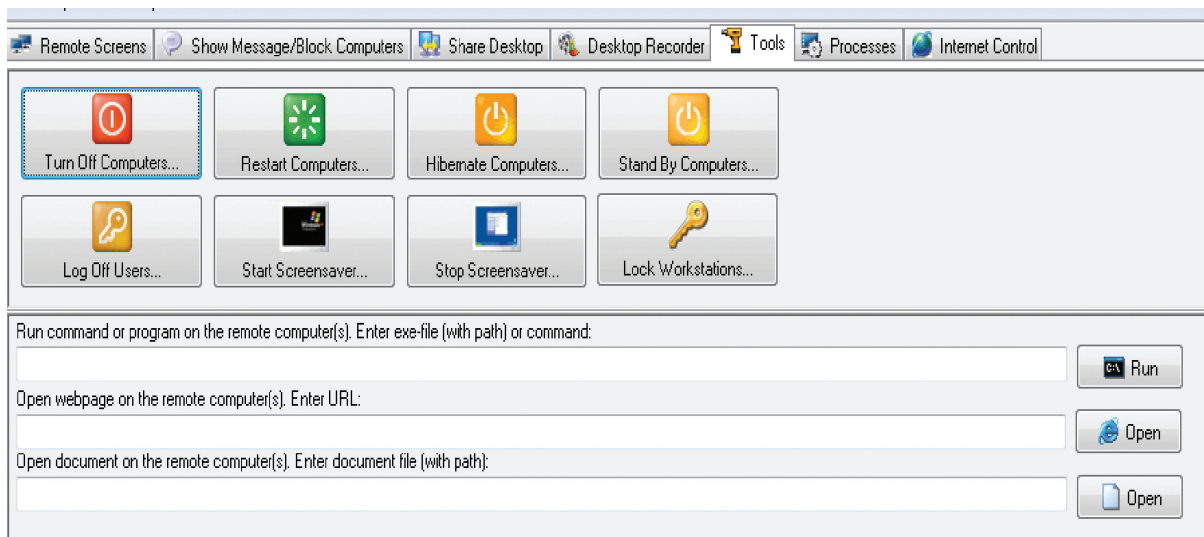 Remote Screens Show Message/Block Computers Share Desktop Desktop Recorder Tools Processes Internet Control
Turn Off Computers... Restart Computers... Hibernate Computers... Stand By Computers...
Log Off Users... Start Screensaver... Stop Screensaver... Lock Workstations...
Run command or program on the remote computer(s). Enter exe-file (with path) or command:
Run
Open webpage on the remote computer(s). Enter URL:
Open
Open document on the remote computer(s). Enter document file (with path):
Open